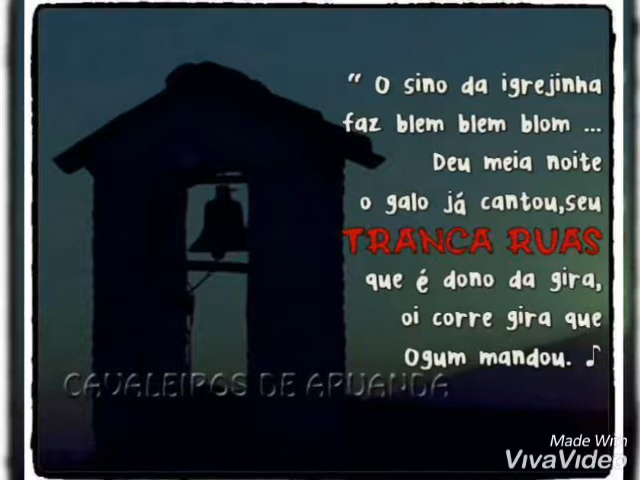 " O sino da igrejinha
faz blem blem blom ...
Deu meia noite
o galo já cantou,seu
TRANCA RUAS
que é dono da gira,
oi corre gira que
Ogum mandou. ♪
CAVALEIROS DE ARUANDA
Made With
VivaVideo